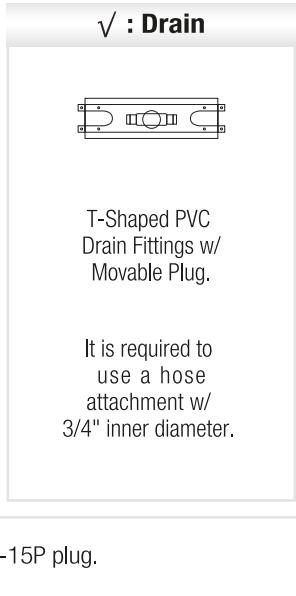 √ : Drain
T-Shaped PVC
Drain Fittings w/
Movable Plug.
It is required to
use a hose
attachment w/
3/4" inner diameter.
-15P plug.